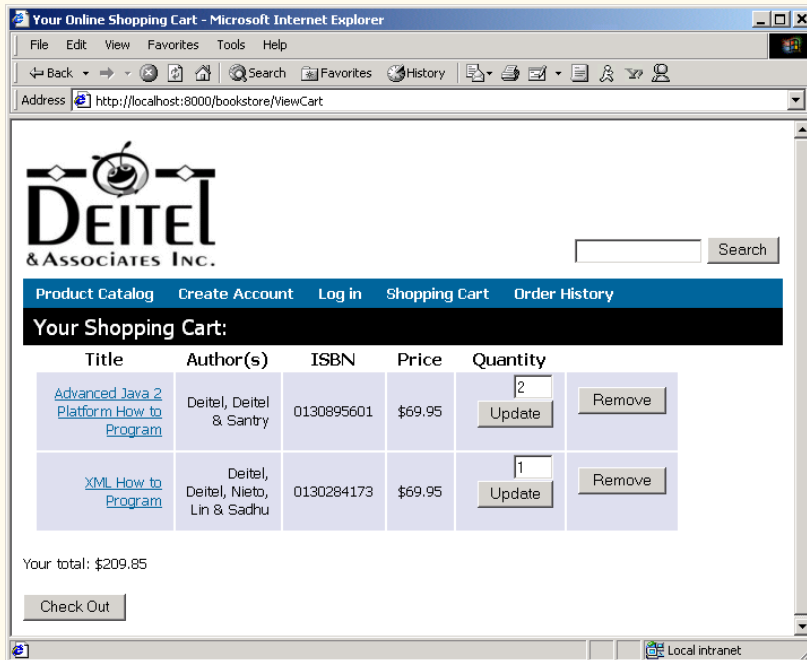 Your Online Shopping Cart - Microsoft Internet Explorer
File Edit View Favorites Tools Help
Back Search Favorites History
Address http://localhost:8000/bookstore/ViewCart
DEITEL
& ASSOCIATES INC.
Search
Product Catalog Create Account Log in Shopping Cart Order History
Your Shopping Cart:
Title Author(s) ISBN Price Quantity
Advanced Java 2
Platform How to
Program
Deitel, Deitel
& Santry
0130895601
$69.95
2
Update
Remove
XML How to
Program
Deitel,
Deitel, Nieto,
Lin & Sadhu
0130284173
$69.95
1
Update
Remove
Your total: $209.85
Check Out
Local intranet